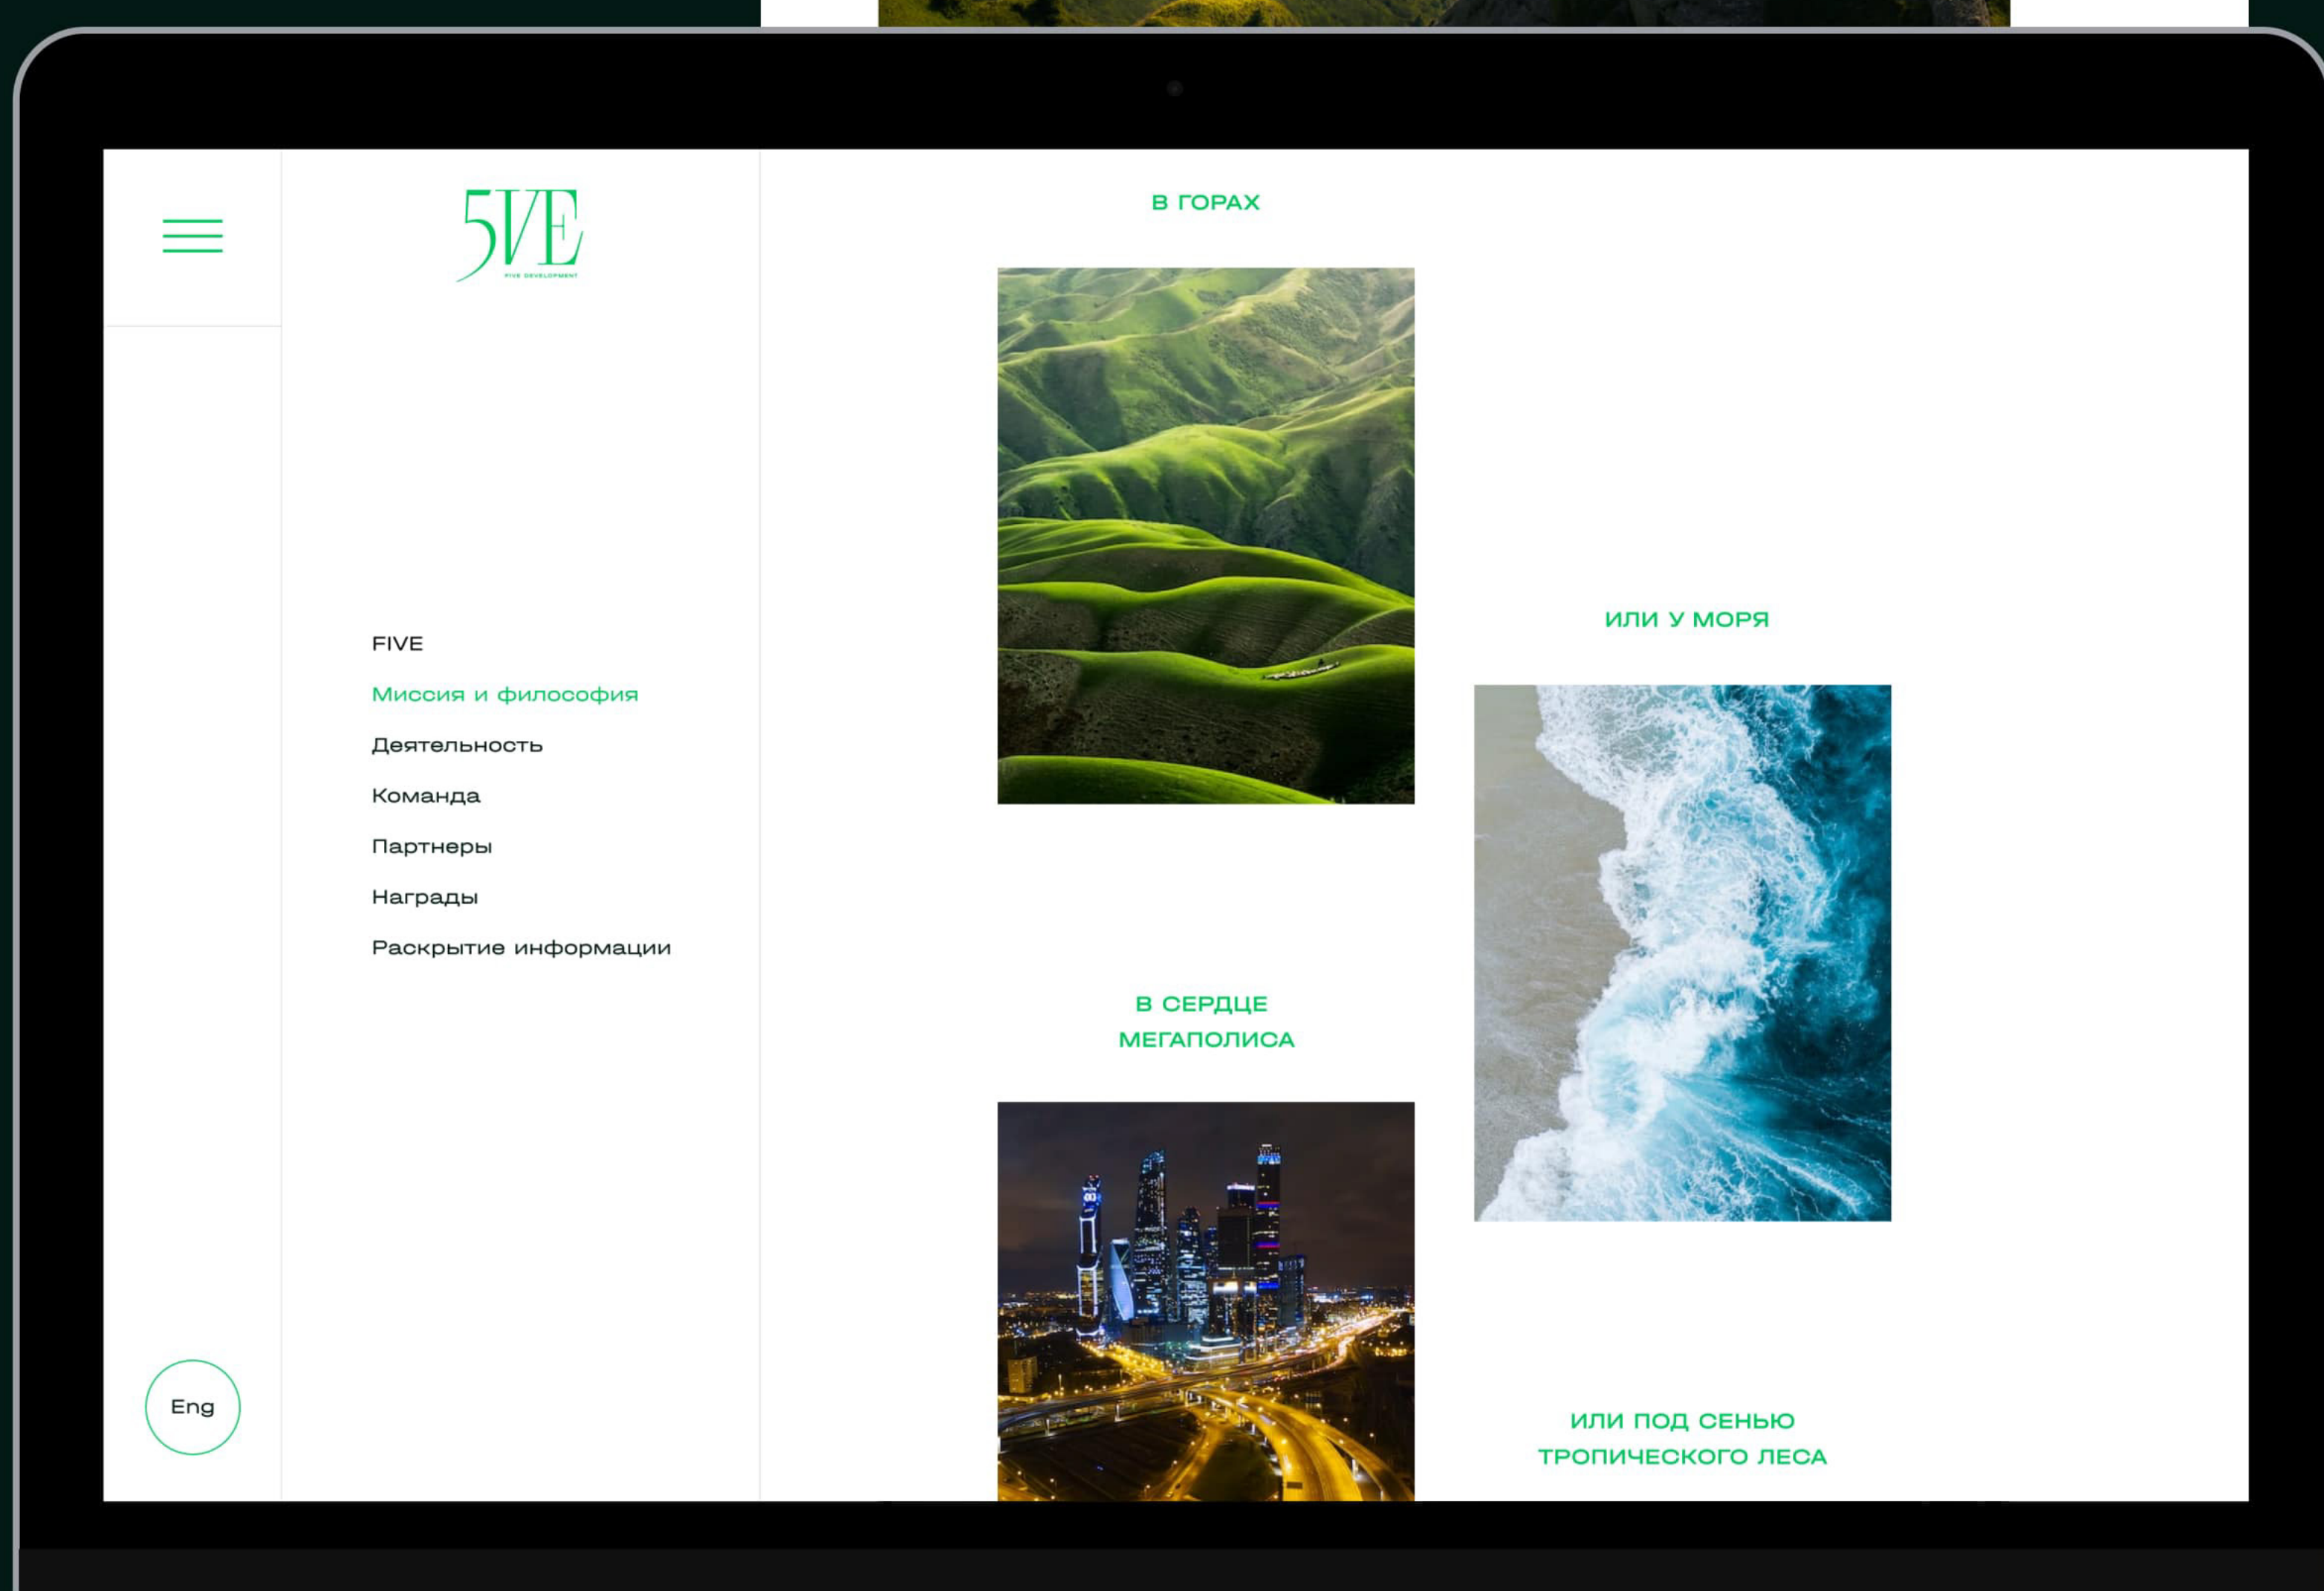 5VE
FIVE DEVELOPMENT
FIVE
Миссия и философия
Деятельность
Команда
Партнеры
Награды
Раскрытие информации
Eng
В ГОРАХ
ИЛИ У МОРЯ
В СЕРДЦЕ
МЕГАПОЛИСА
ИЛИ ПОД СЕНЬЮ
ТРОПИЧЕСКОГО ЛЕСА